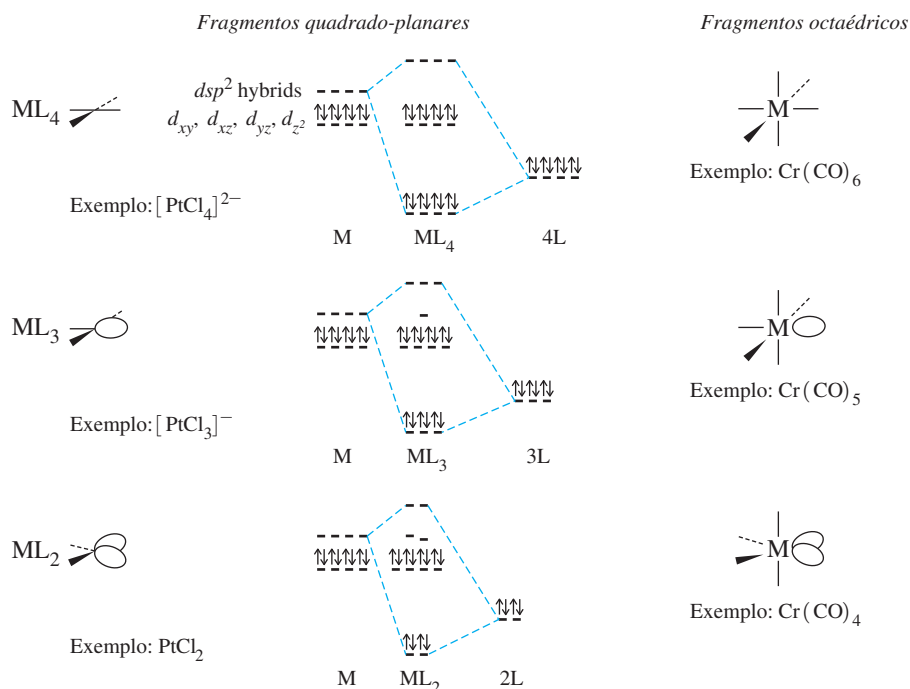 Fragmentos quadrado-planares
Fragmentos octaédricos
ML4
dsp² hybrids
dxy, dxz, dyz, dz²
Exemplo: [PtCl4]²⁻
M ML4 4L
M
Exemplo: Cr(CO)6
ML3
Exemplo: [PtCl3]⁻
M ML3 3L
M
Exemplo: Cr(CO)5
ML2
Exemplo: PtCl2
M ML2 2L
M
Exemplo: Cr(CO)4